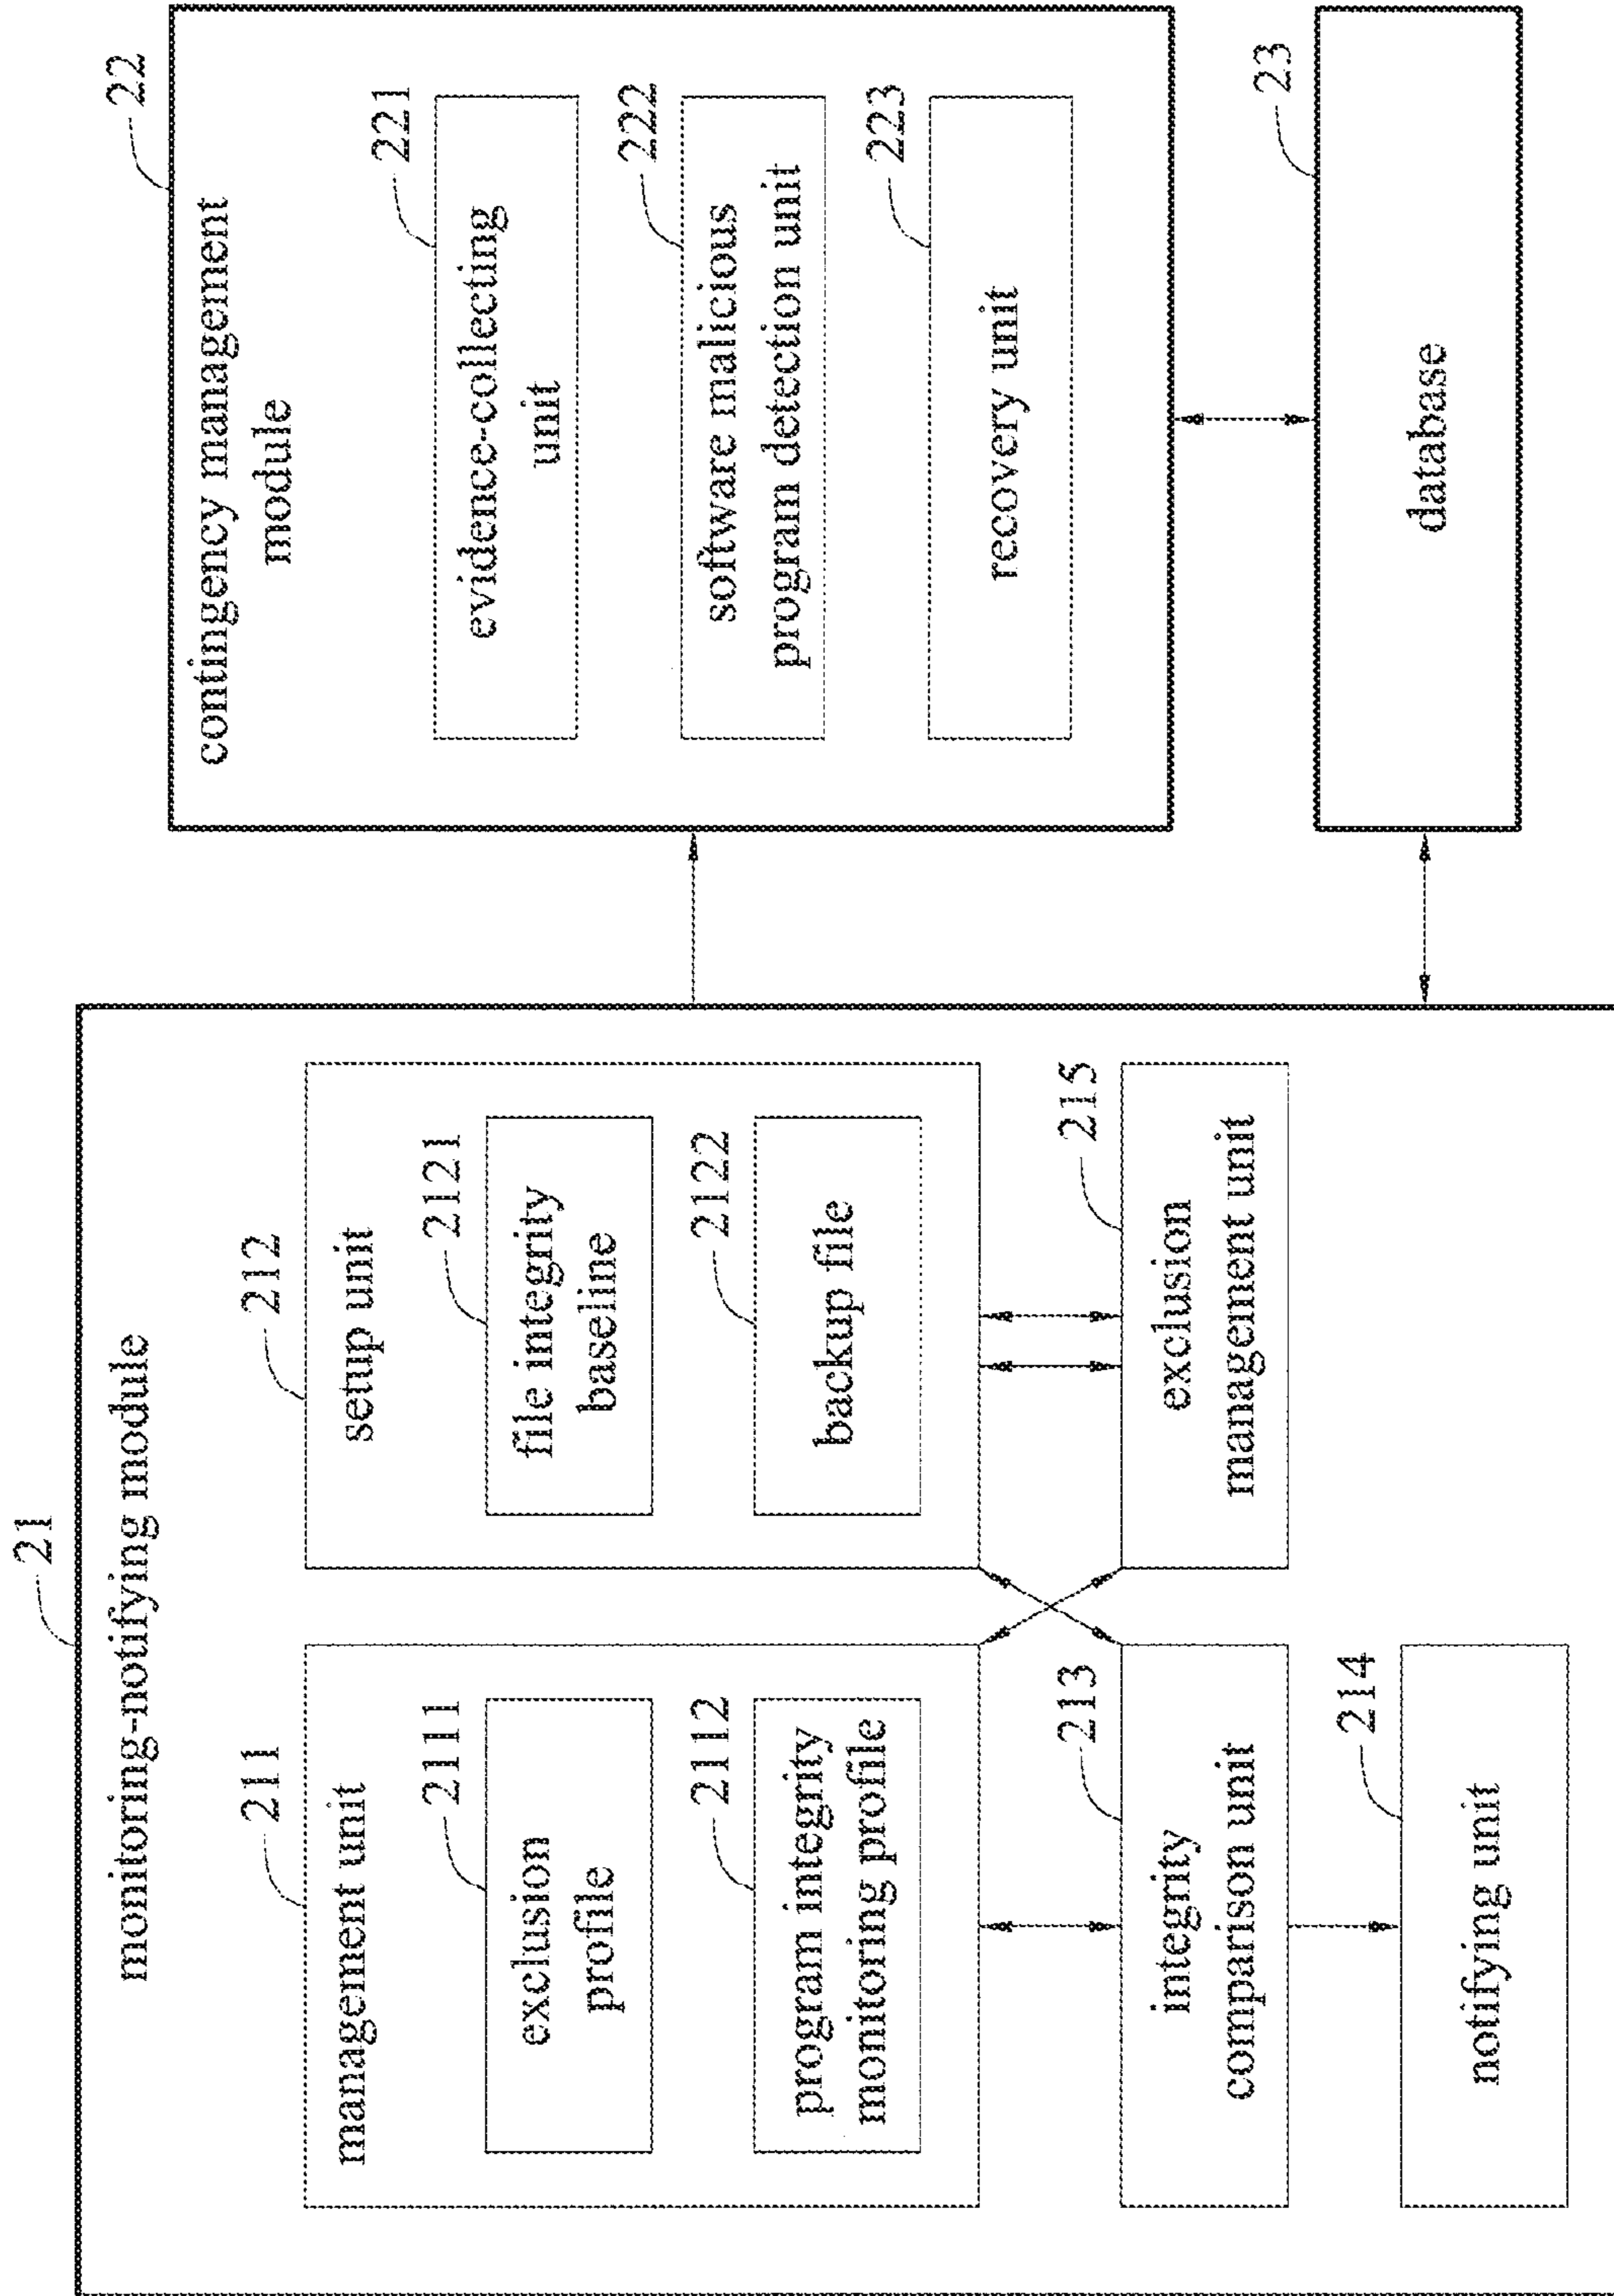 21
monitoring-notifying module
211
management unit
2111
exclusion
profile
2112
program integrity
monitoring profile
212
setup unit
2121
file integrity
baseline
2122
backup file
213
integrity
comparison unit
215
exclusion
management unit
214
notifying unit
22
contingency management
module
221
evidence-collecting
unit
222
software malicious
program detection unit
223
recovery unit
23
database